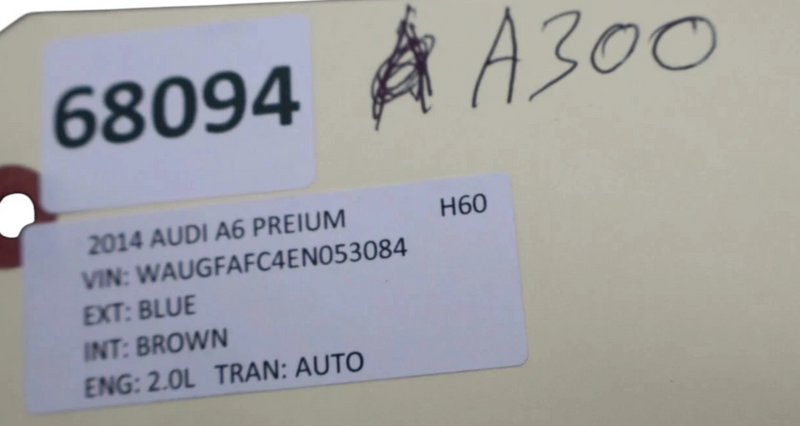 68094
A300
2014 AUDI A6 PREIUM H60
VIN: WAUGFAFC4EN053084
EXT: BLUE
INT: BROWN
ENG: 2.0L TRAN: AUTO